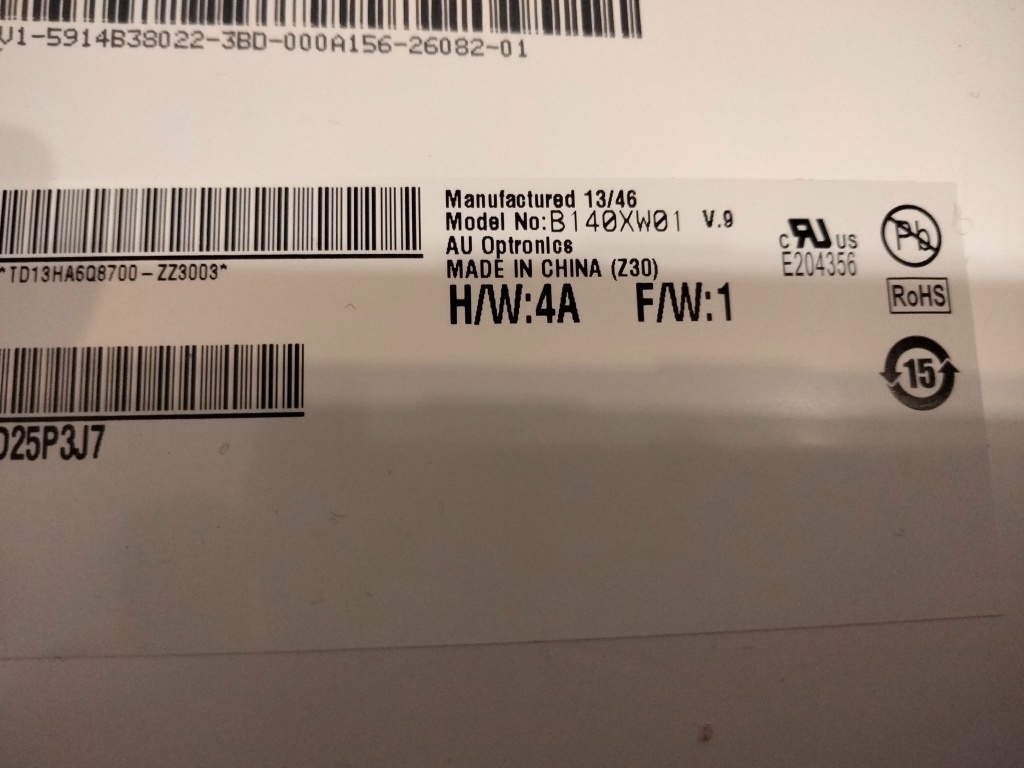 V1-5914B38022-3BD-000A156-26082-01
Manufactured 13/46
Model No:B140XW01 V.9
AU Optronics
MADE IN CHINA (Z30)
H/W:4A F/W:1
*TD13HA6Q8700-ZZ3003*
D25P3J7
c RU US
E204356
Pb
RoHS
15